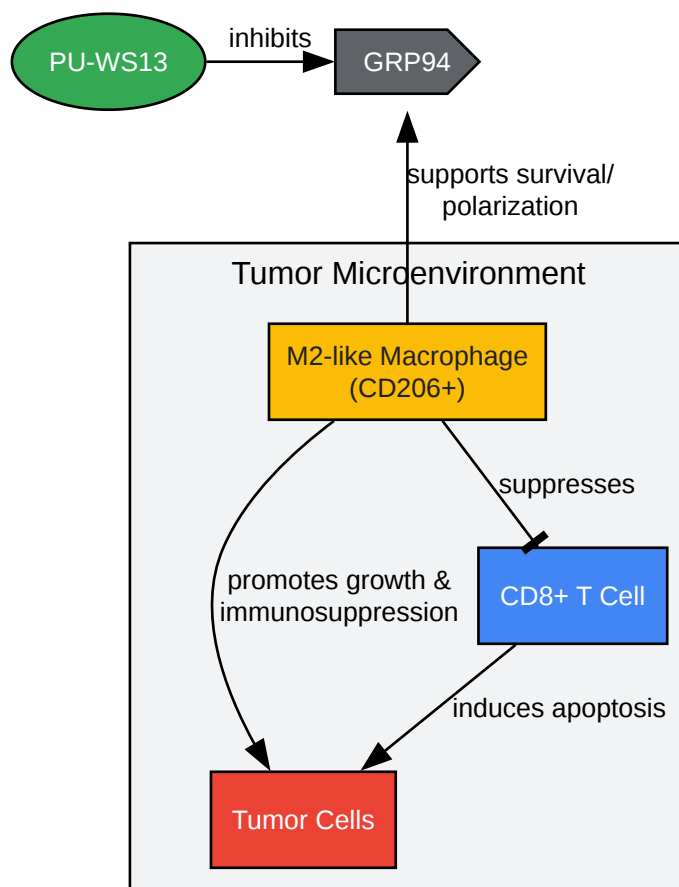 inhibits
PU-WS13
GRP94
supports survival/
polarization
Tumor Microenvironment
M2-like Macrophage
(CD206+)
suppresses
promotes growth &
immunosuppression
CD8+ T Cell
induces apoptosis
Tumor Cells